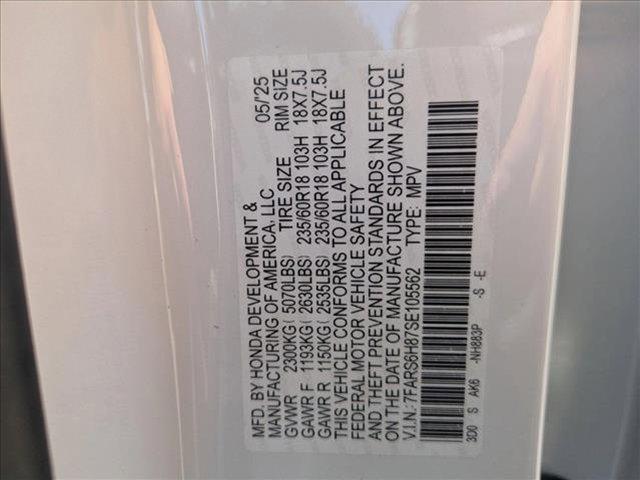 MFD. BY HONDA DEVELOPMENT & 05/'25
MANUFACTURING OF AMERICA, LLC
GVWR 2300KG( 5070LBS) TIRE SIZE RIM SIZE
GAWR F 1193KG( 2630LBS) 235/60R18 103H 18X7.5J
GAWR R 1150KG( 2535LBS) 235/60R18 103H 18X7.5J
THIS VEHICLE CONFORMS TO ALL APPLICABLE
FEDERAL MOTOR VEHICLE SAFETY
AND THEFT PREVENTION STANDARDS IN EFFECT
ON THE DATE OF MANUFACTURE SHOWN ABOVE.
V.I.N.: 7FARS6H87SE105562 TYPE: MPV
3D0 S AK6 -NH883P -S -E